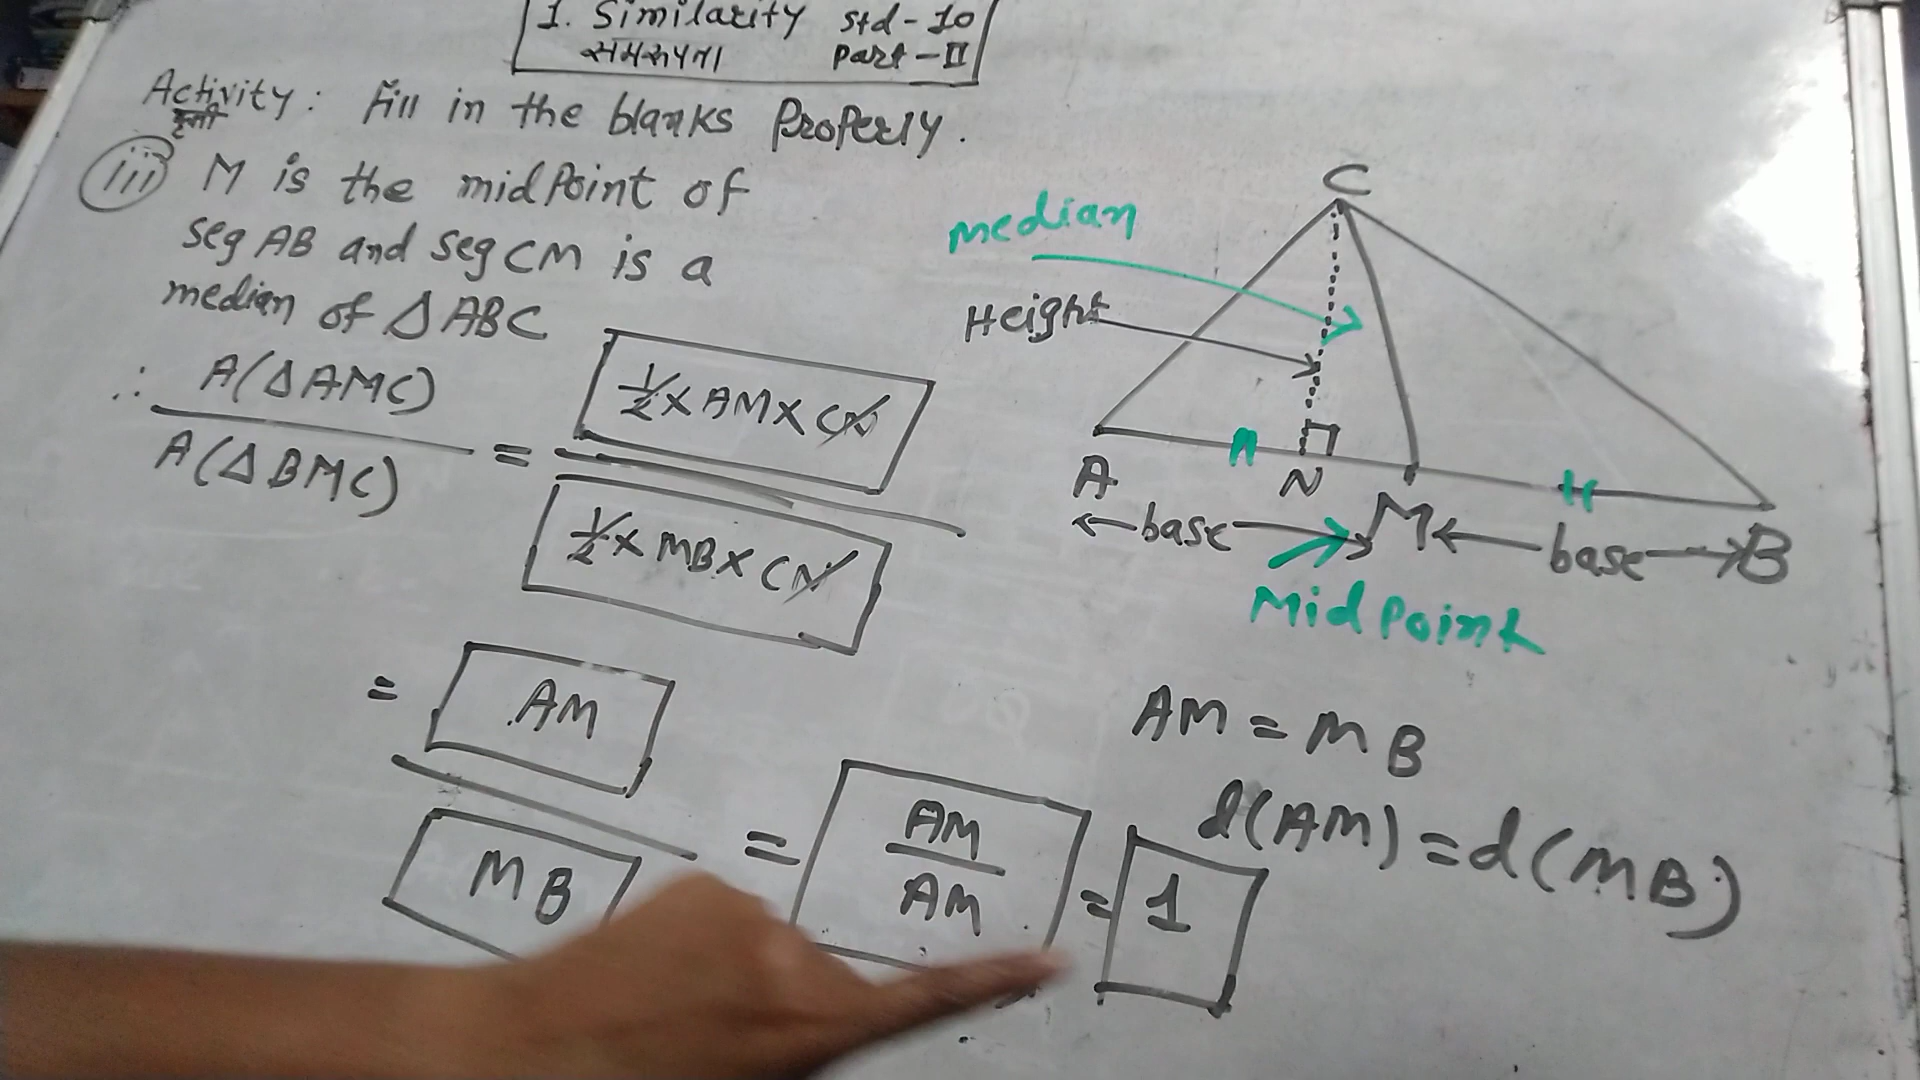 1. Similarity Std-10
समरूपता Part-II
Activity: Fill in the blanks Properly.
कृती
iii M is the midpoint of
seg AB and seg CM is a
median of Δ ABC
∴ A(Δ AMC)
A(Δ BMC)
=
1/2 x AM x CN
1/2 x MB x CN
= AM
MB
= AM
AM
= 1
C
median
Height
A N M B
base base
Midpoint
AM = MB
d(AM) = d(MB)